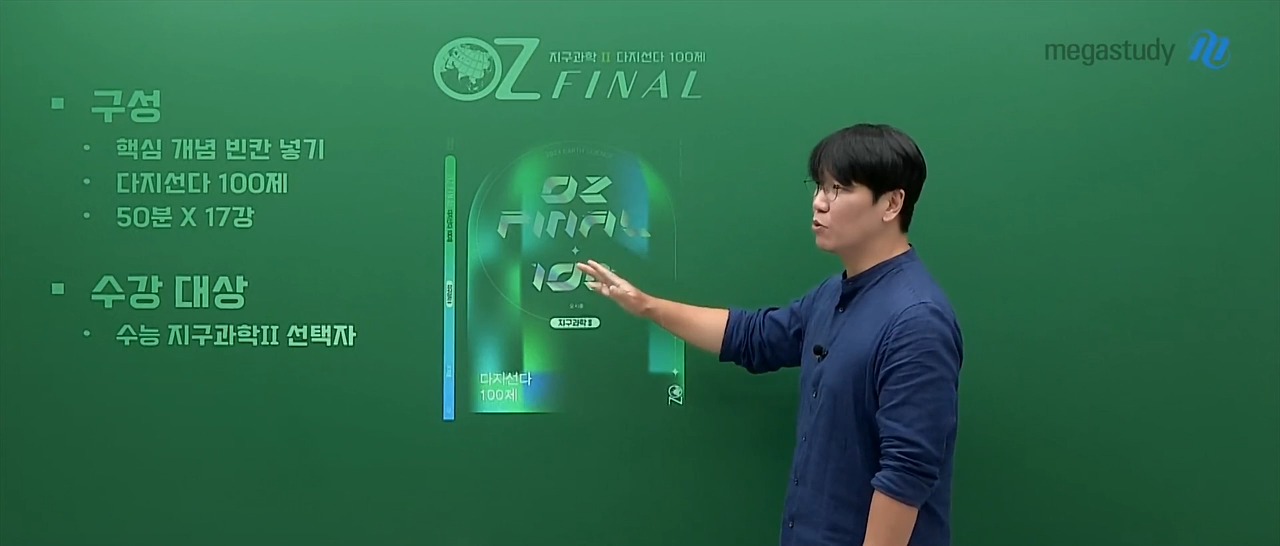 megastudy
OZ FINAL
지구과학 II 다지선다 100제
구성
핵심 개념 빈칸 넣기
다지선다 100제
50분 X 17강
수강 대상
수능 지구과학II 선택자
OZ
FINAL
지구과학 II
다지선다
100제
OZ